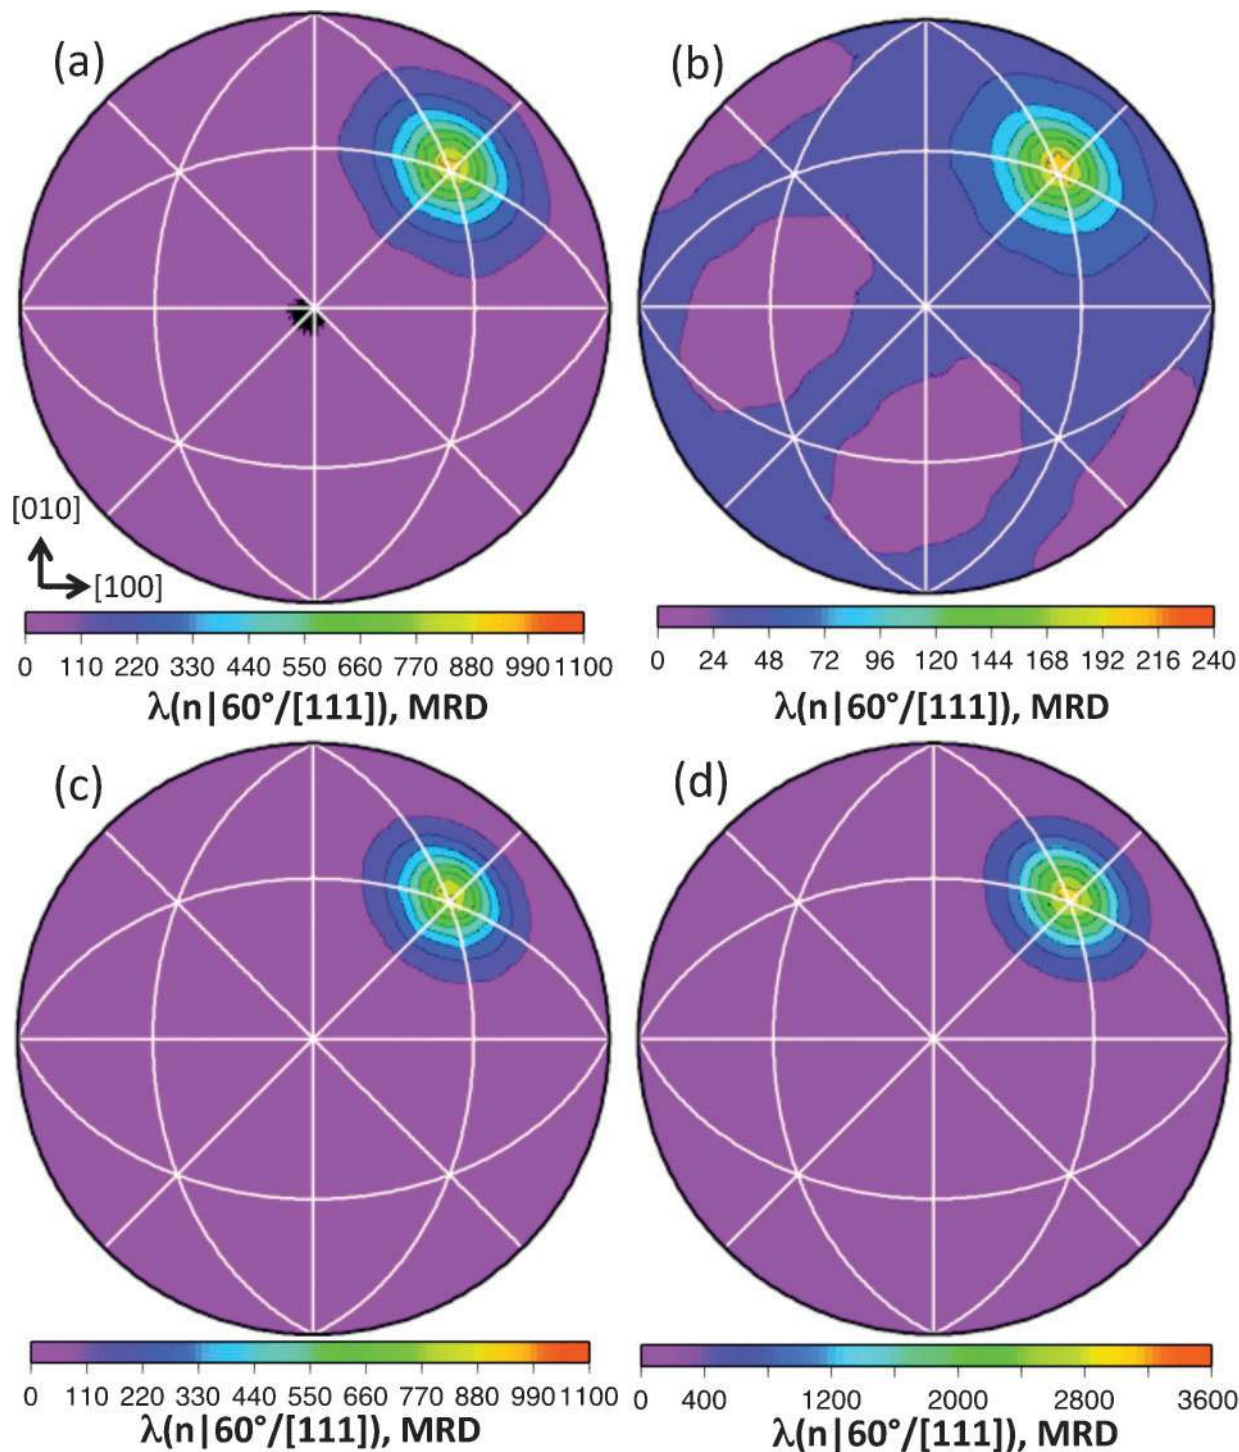 (a)
(b)
[010]
[100]
0 110 220 330 440 550 660 770 880 990 1100
λ(n|60°/[111]), MRD
0 24 48 72 96 120 144 168 192 216 240
λ(n|60°/[111]), MRD
(c)
(d)
0 110 220 330 440 550 660 770 880 990 1100
λ(n|60°/[111]), MRD
0 400 1200 2000 2800 3600
λ(n|60°/[111]), MRD